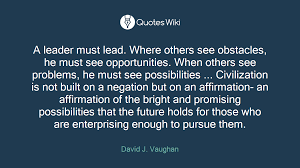 QuotesWiki
A leader must lead. Where others see obstacles,
he must see opportunities. When others see
problems, he must see possibilities ... Civilization
is not built on a negation but on an affirmation- an
affirmation of the bright and promising
possibilities that the future holds for those who
are enterprising enough to pursue them.
David J. Vaughan